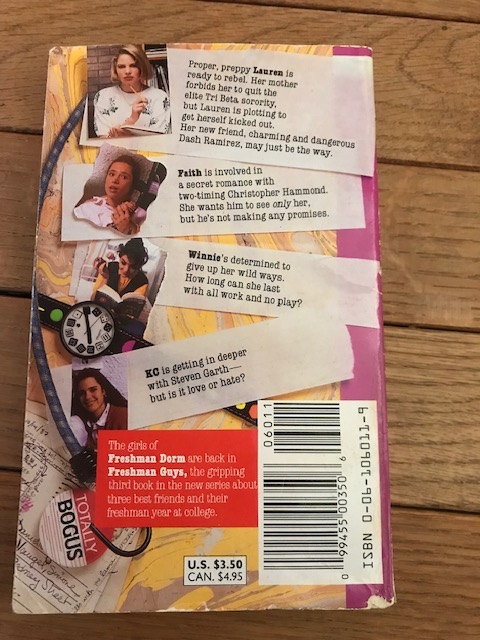 Proper, preppy Lauren is
ready to rebel. Her mother
forbids her to quit the
elite Tri Beta sorority,
but Lauren is plotting to
get herself kicked out.
Her new friend, charming and dangerous
Dash Ramirez, may just be the way.
Faith is involved in
a secret romance with
two-timing Christopher Hammond.
She wants him to see only her,
but he's not making any promises.
Winnie's determined to
give up her wild ways.
How long can she last
with all work and no play?
KC is getting in deeper
with Steven Garth—
but is it love or hate?
The girls of
Freshman Dorm are back in
Freshman Guys, the gripping
third book in the new series about
three best friends and their
freshman year at college.
TOTALLY
BOGUS
U.S. $3.50
CAN. $4.95
06011
0 99455 00350 6
ISBN 0-06-106011-9